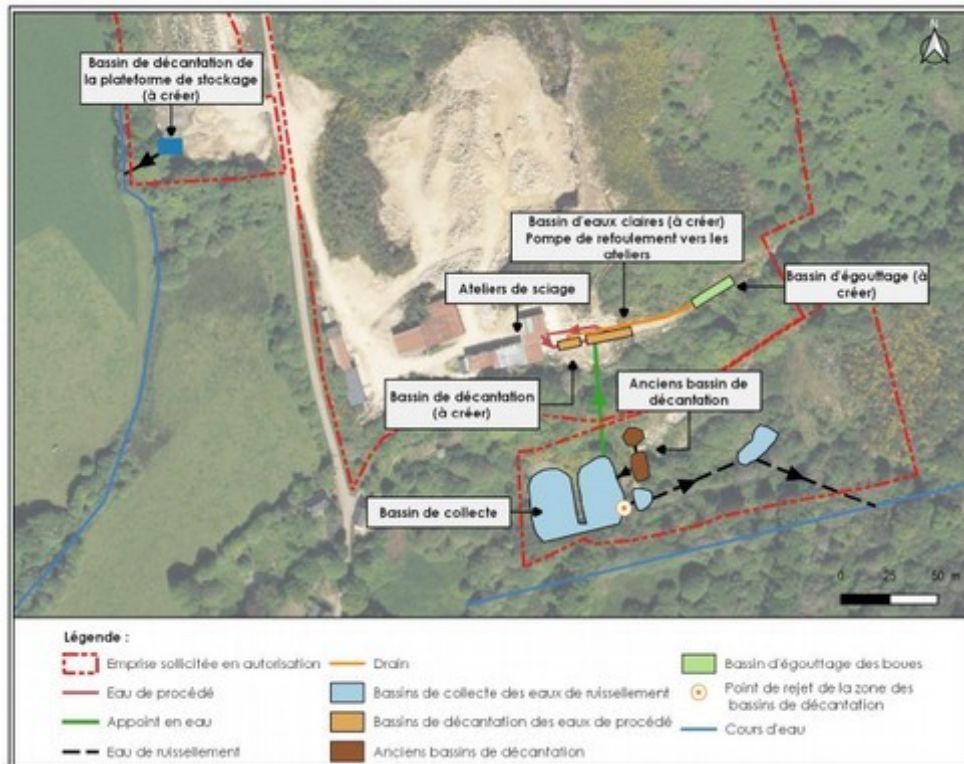 N
Bassin de décantation de
la plateforme de stockage
(à créer)
Bassin d'eaux claires (à créer)
Pompe de refoulement vers les
ateliers
Ateliers de sciage
Bassin d'égouttage (à
créer)
Bassin de décantation
(à créer)
Anciens bassin de
décantation
Bassin de collecte
0 25 50 m
Légende :
Emprise sollicitée en autorisation
Eau de procédé
Appoint en eau
Eau de ruissellement
Drain
Bassins de collecte des eaux de ruissellement
Bassins de décantation des eaux de procédé
Anciens bassins de décantation
Bassin d'égouttage des boues
Point de rejet de la zone des
bassins de décantation
Cours d'eau